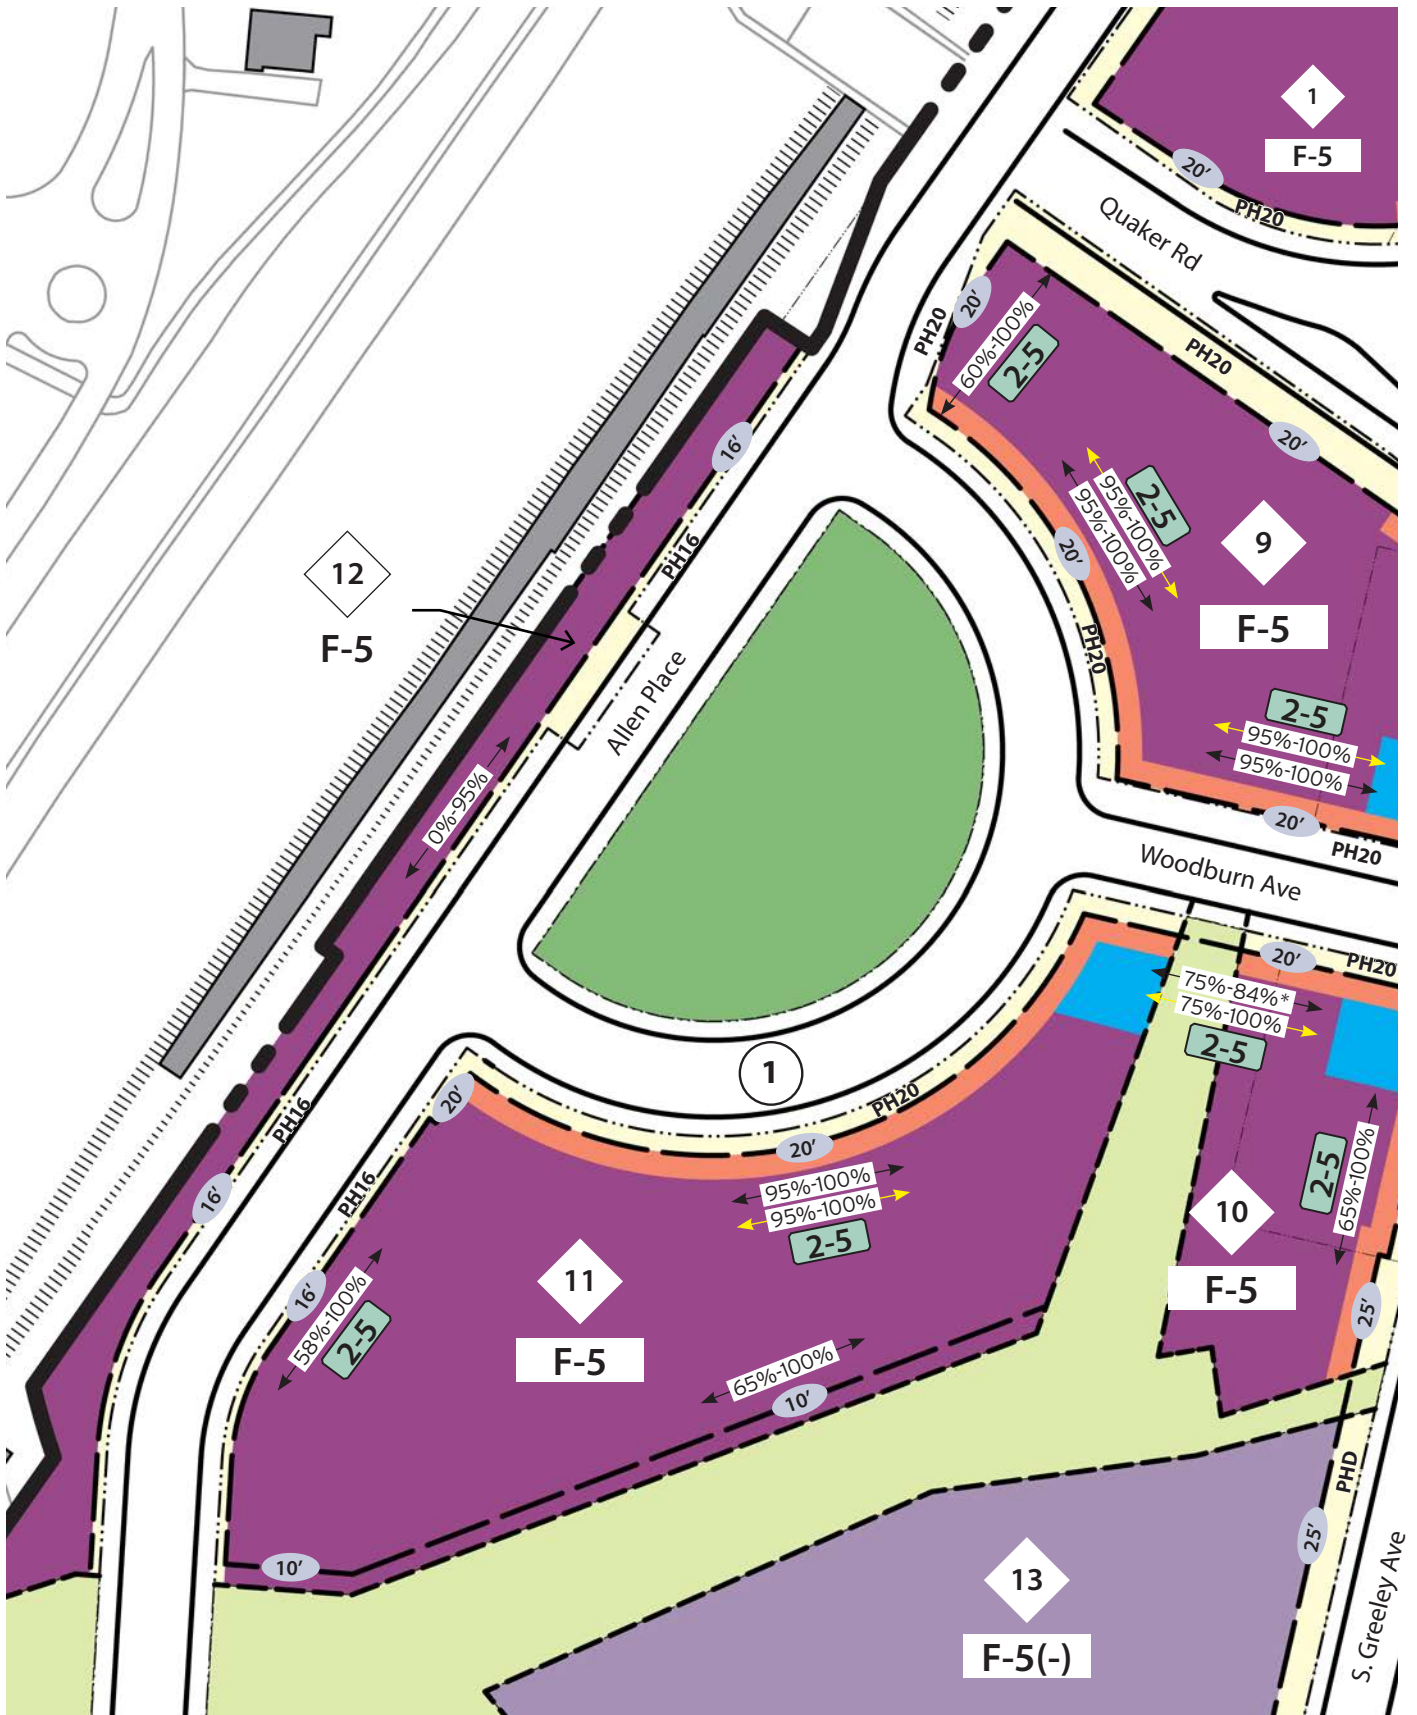 1
F-5
20'
PH20
Quaker Rd
20'
PH20
60%-100%
2-5
PH20
20'
16'
95%-100%
95%-100%
2-5
9
F-5
20'
PH20
12
F-5
PH16
Allen Place
2-5
95%-100%
95%-100%
20'
PH20
0%-95%
Woodburn Ave
20'
PH20
75%-84%*
75%-100%
2-5
1
20'
PH20
20'
PH16
PH16
16'
95%-100%
95%-100%
2-5
2-5
65%-100%
10
F-5
25'
11
F-5
16'
58%-100%
2-5
65%-100%
10'
10'
PHD
25'
13
F-5(-)
S. Greeley Ave